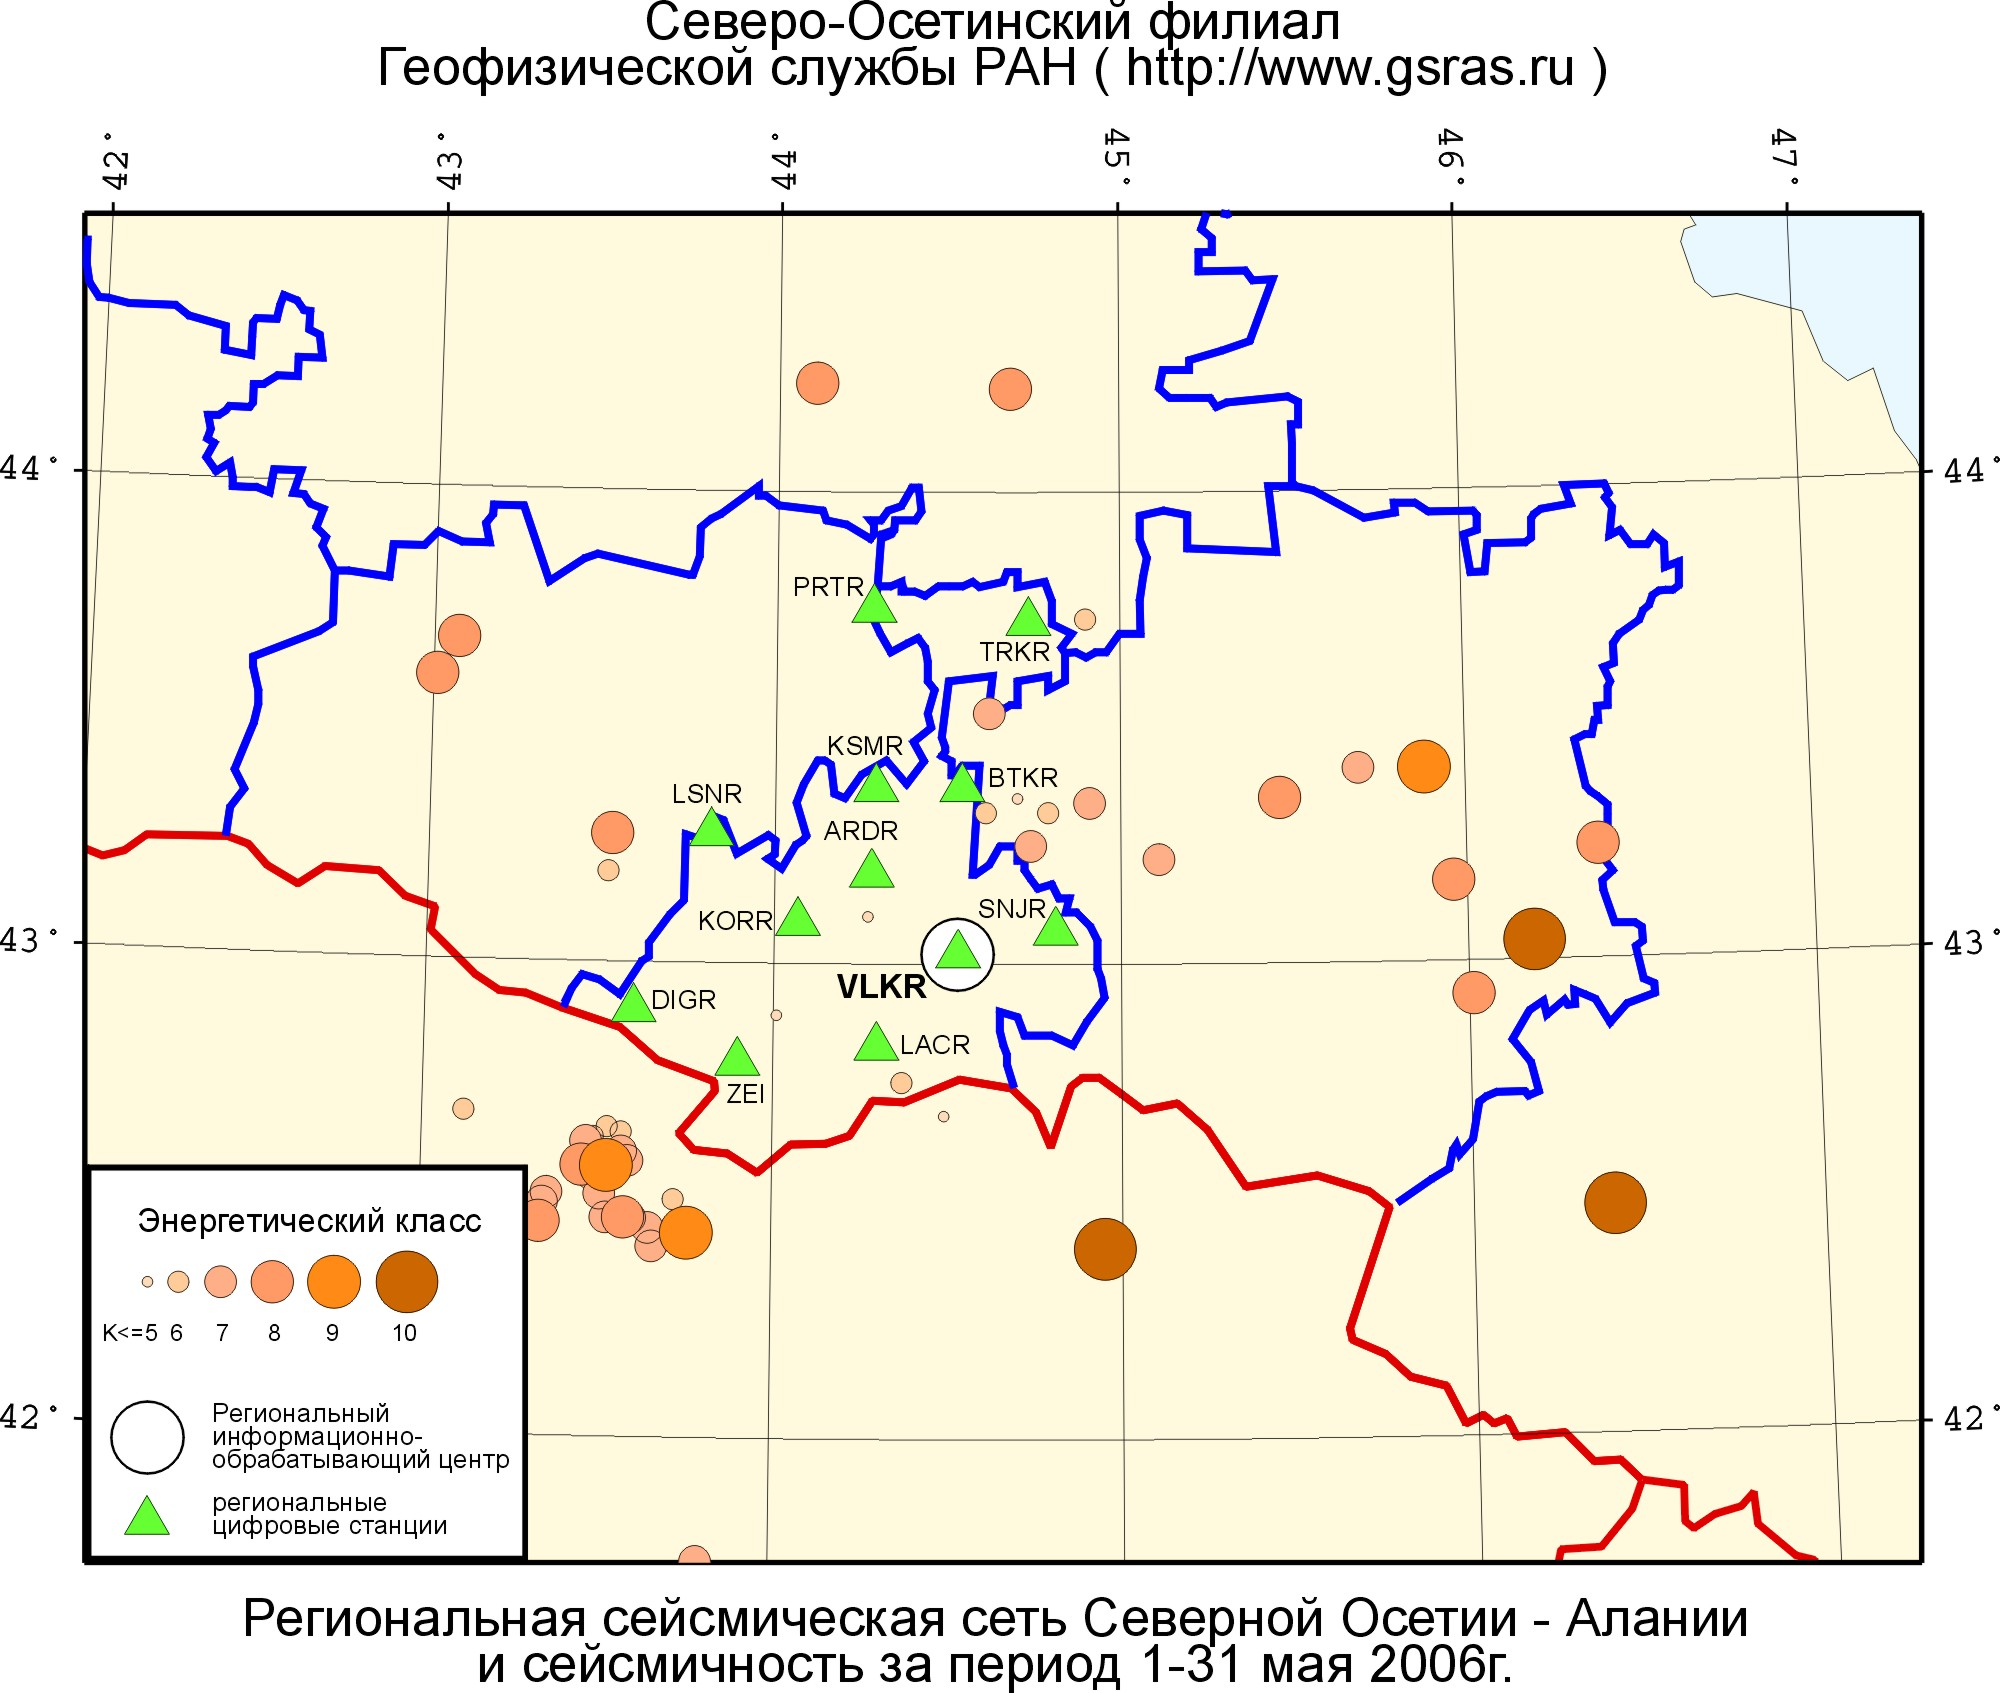 Северо-Осетинский филиал
Геофизической службы РАН ( http://www.gsras.ru )
42°
43°
44°
45°
46°
47°
44°
44°
PRTR
TRKR
KSMR
BTKR
LSNR
ARDR
SNJR
KORR
43°
43°
VLKR
DIGR
LACR
ZEI
Энергетический класс
K<=5 6 7 8 9 10
42°
42°
Региональный
информационно-
обрабатывающий центр
региональные
цифровые станции
Региональная сейсмическая сеть Северной Осетии - Алании
и сейсмичность за период 1-31 мая 2006г.